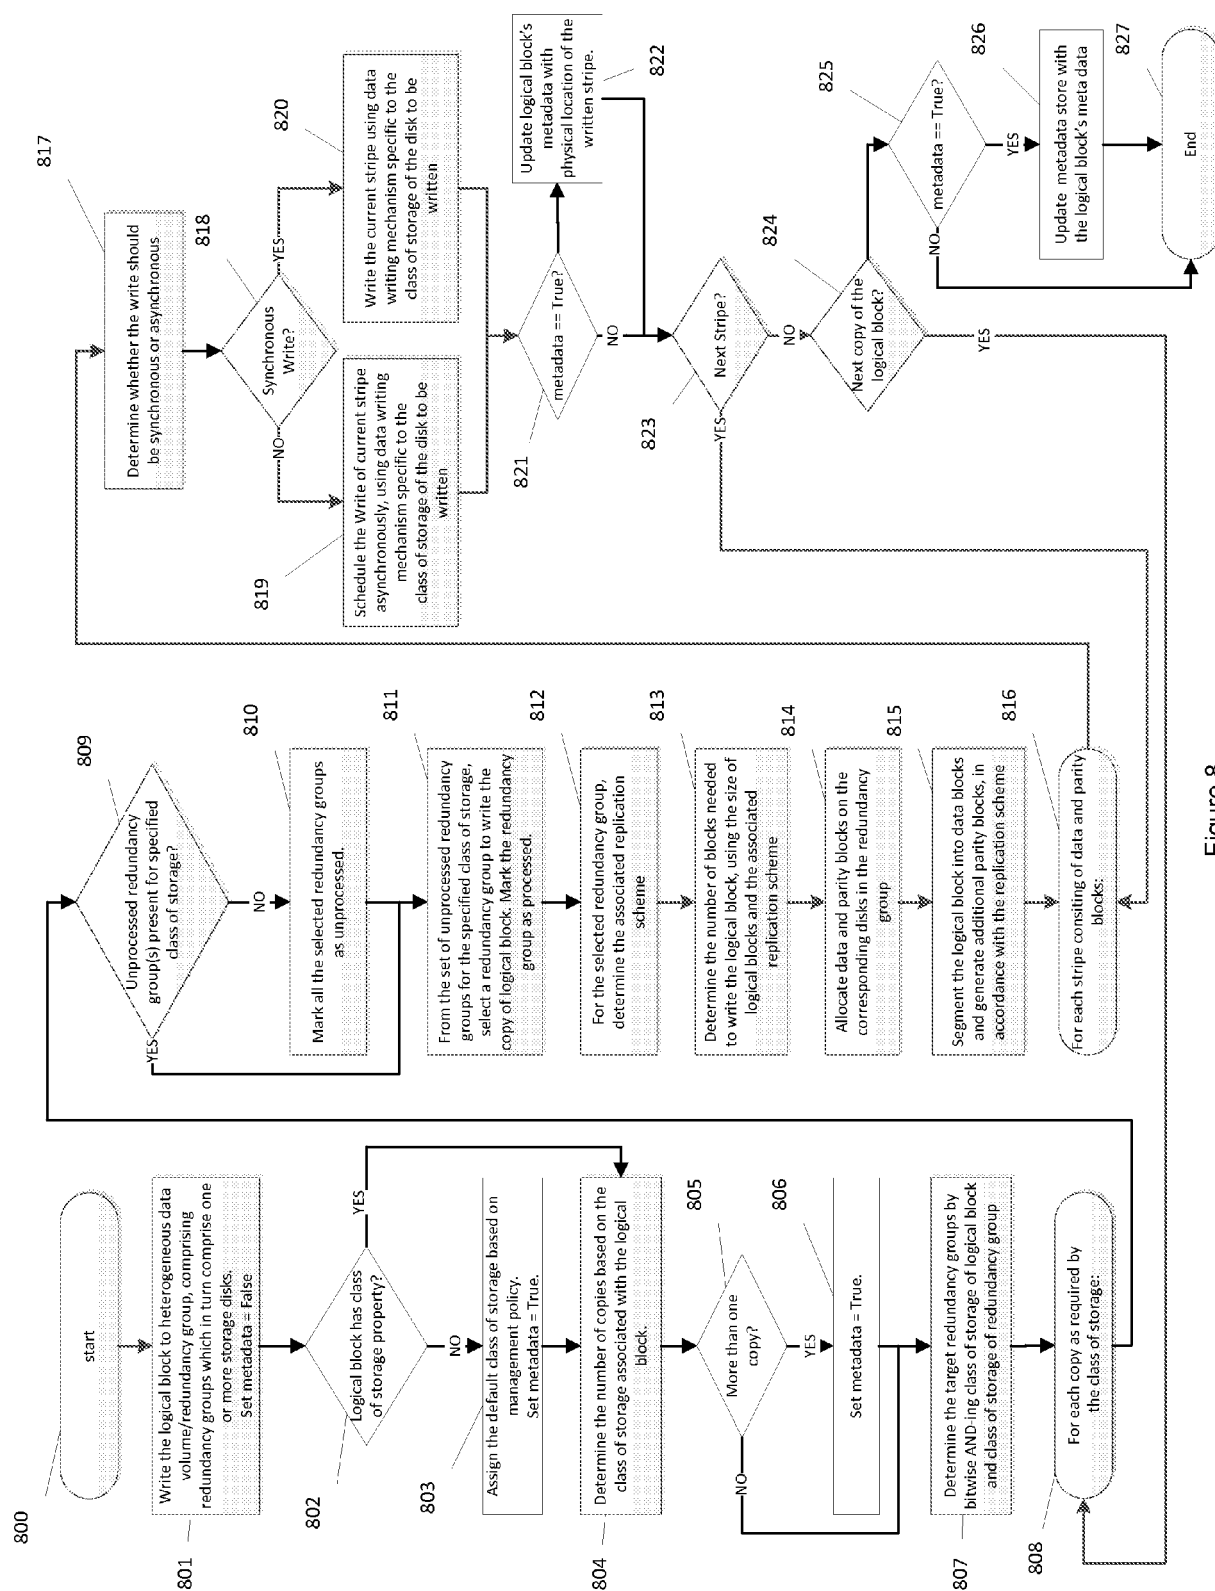 800
start
801
Write the logical block to heterogeneous data
volume/redundancy group, comprising
redundancy groups which in turn comprise one
or more storage disks.
Set metadata = False
802
Logical block has class
of storage property?
YES
NO
803
Assign the default class of storage based on
management policy.
Set metadata = True.
804
Determine the number of copies based on the
class of storage associated with the logical
block.
805
More than one
copy?
NO
YES
806
Set metadata = True.
807
Determine the target redundancy groups by
bitwise AND-ing class of storage of logical block
and class of storage of redundancy group
808
For each copy as required by
the class of storage:
809
Unprocessed redundancy
group(s) present for specified
class of storage?
YES
NO
810
Mark all the selected redundancy groups
as unprocessed.
811
From the set of unprocessed redundancy
groups for the specified class of storage,
select a redundancy group to write the
copy of logical block. Mark the redundancy
group as processed.
812
For the selected redundancy group,
determine the associated replication
scheme
813
Determine the number of blocks needed
to write the logical block, using the size of
logical blocks and the associated
replication scheme
814
Allocate data and parity blocks on the
corresponding disks in the redundancy
group
815
Segment the logical block into data blocks
and generate additional parity blocks, in
accordance with the replication scheme
816
For each stripe consiting of data and parity
blocks:
817
Determine whether the write should
be synchronous or asynchronous
818
Synchronous
Write?
NO
YES
819
Schedule the Write of current stripe
asynchronously, using data writing
mechanism specific to the
class of storage of the disk to be
written
820
Write the current stripe using data
writing mechanism specific to the
class of storage of the disk to be
written
821
metadata == True?
NO
822
Update logical block's
metadata with
physical location of the
written stripe.
823
Next Stripe?
YES
NO
824
Next copy of the
logical block?
YES
825
metadata == True?
NO
YES
826
Update metadata store with
the logical block's meta data
827
End
Figure 8